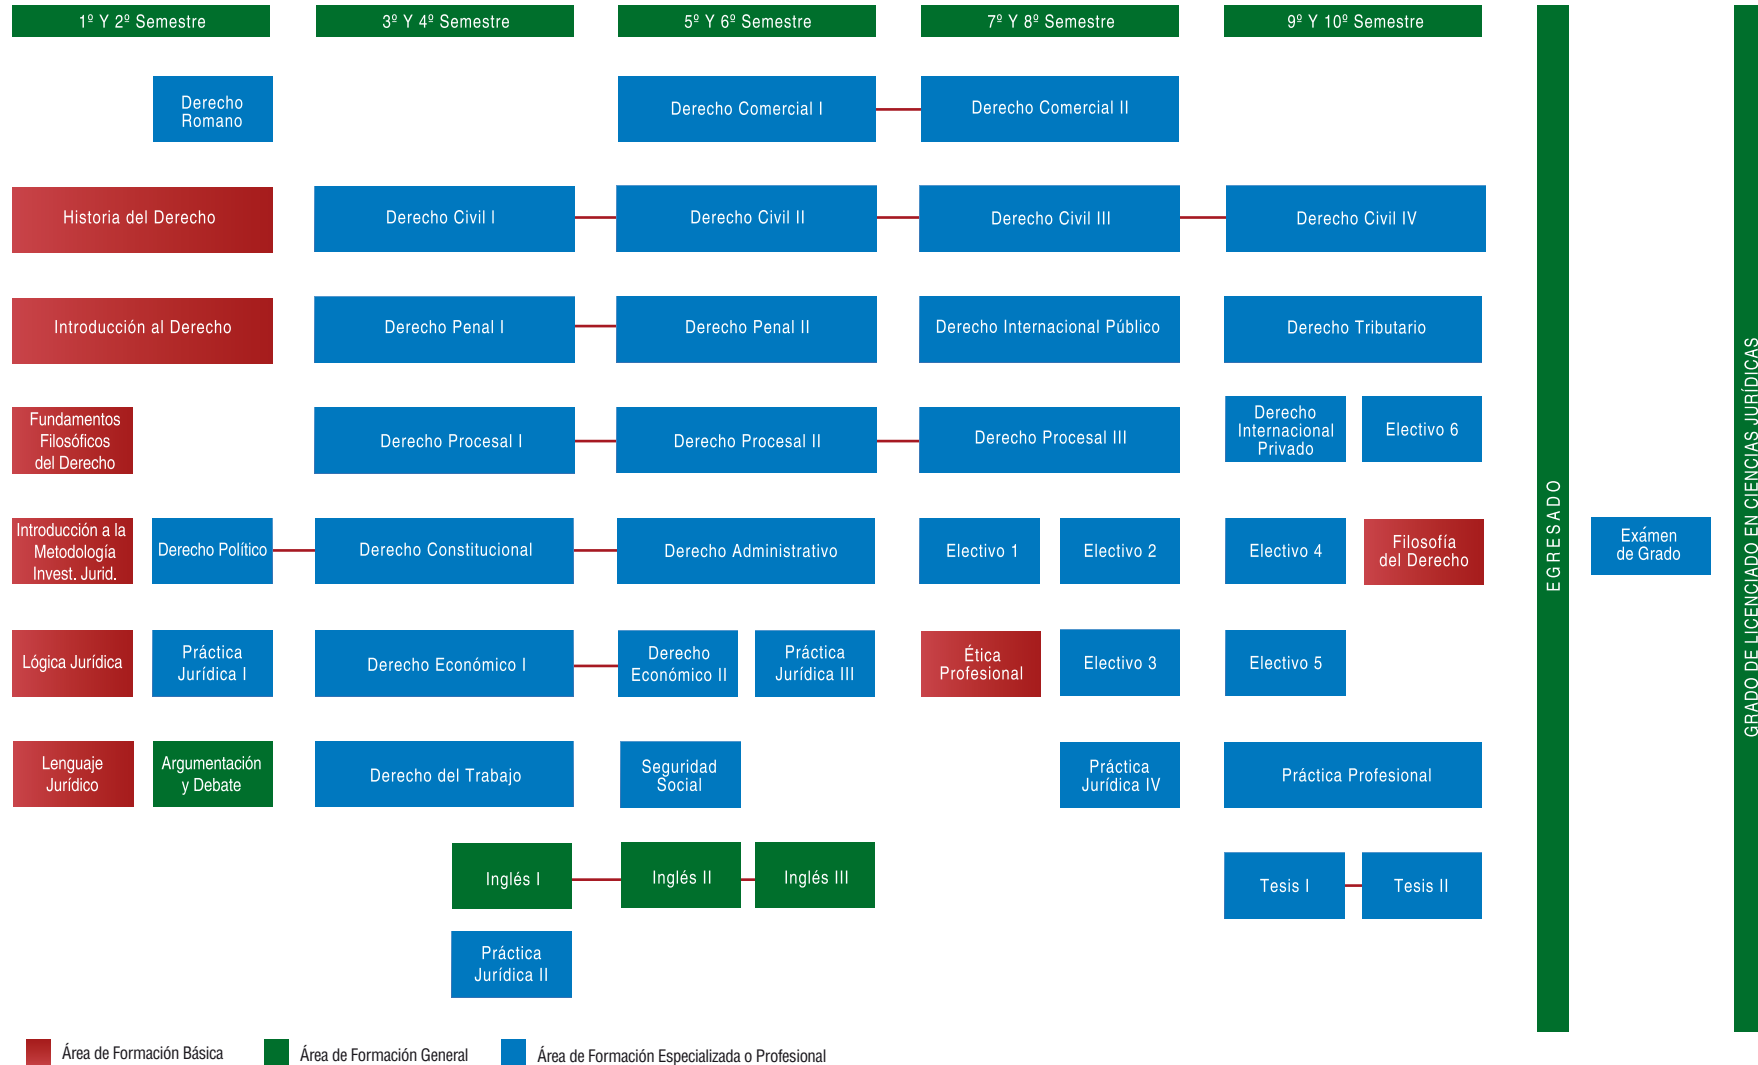 1º Y 2º Semestre
3º Y 4º Semestre
5º Y 6º Semestre
7º Y 8º Semestre
9º Y 10º Semestre
Derecho
Romano
Derecho Comercial I
Derecho Comercial II
Historia del Derecho
Derecho Civil I
Derecho Civil II
Derecho Civil III
Derecho Civil IV
Introducción al Derecho
Derecho Penal I
Derecho Penal II
Derecho Internacional Público
Derecho Tributario
Fundamentos
Filosóficos
del Derecho
Derecho Procesal I
Derecho Procesal II
Derecho Procesal III
Derecho
Internacional
Privado
Electivo 6
Introducción a la
Metodología
Invest. Jurid.
Derecho Político
Derecho Constitucional
Derecho Administrativo
Electivo 1
Electivo 2
Electivo 4
Filosofía
del Derecho
Lógica Jurídica
Práctica
Jurídica I
Derecho Económico I
Derecho
Económico II
Práctica
Jurídica III
Ética
Profesional
Electivo 3
Electivo 5
Lenguaje
Jurídico
Argumentación
y Debate
Derecho del Trabajo
Seguridad
Social
Práctica
Jurídica IV
Práctica Profesional
Inglés I
Inglés II
Inglés III
Tesis I
Tesis II
Práctica
Jurídica II
EGRESADO
Exámen
de Grado
GRADO DE LICENCIADO EN CIENCIAS JURÍDICAS
Área de Formación Básica
Área de Formación General
Área de Formación Especializada o Profesional